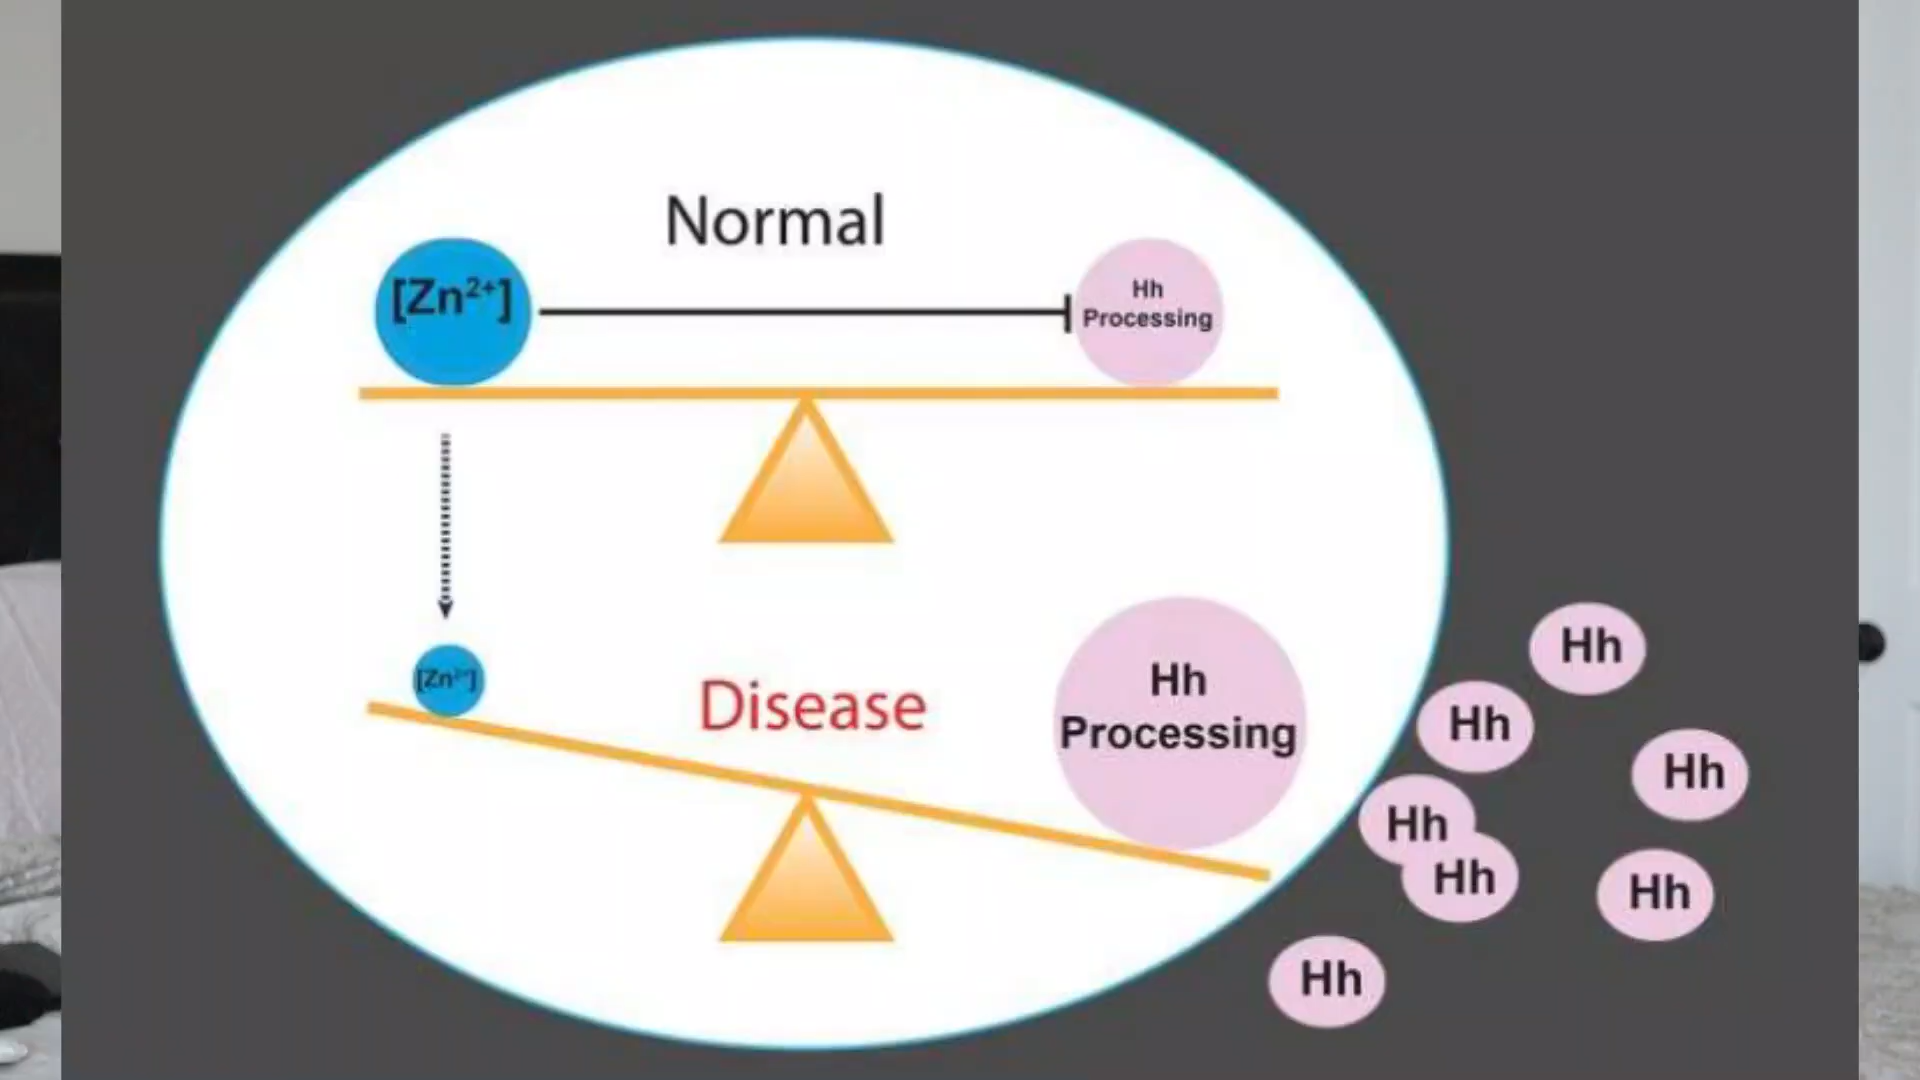 Normal
[Zn²⁺]
Hh
Processing
[Zn²⁺]
Disease
Hh
Processing
Hh
Hh
Hh
Hh
Hh
Hh
Hh